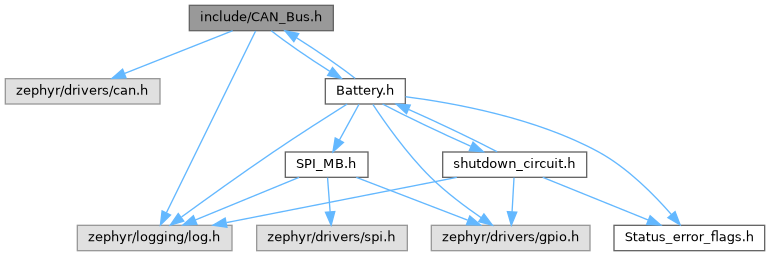 include/CAN_Bus.h
zephyr/drivers/can.h
Battery.h
SPI_MB.h
shutdown_circuit.h
zephyr/logging/log.h
zephyr/drivers/spi.h
zephyr/drivers/gpio.h
Status_error_flags.h